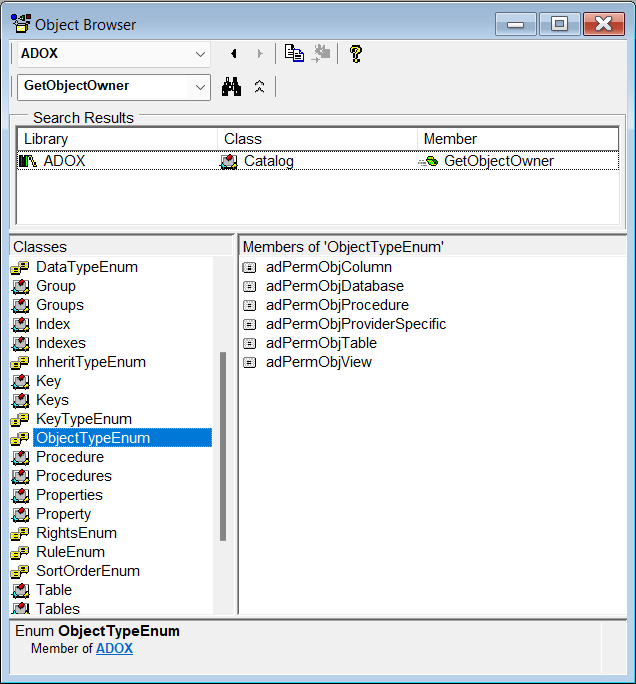 Object Browser
ADOX
GetObjectOwner
Search Results
Library Class Member
ADOX Catalog GetObjectOwner
Classes
DataTypeEnum
Group
Groups
Index
Indexes
InheritTypeEnum
Key
Keys
KeyTypeEnum
ObjectTypeEnum
Procedure
Procedures
Properties
Property
RightsEnum
RuleEnum
SortOrderEnum
Table
Tables
Members of 'ObjectTypeEnum'
adPermObjColumn
adPermObjDatabase
adPermObjProcedure
adPermObjProviderSpecific
adPermObjTable
adPermObjView
Enum ObjectTypeEnum
Member of ADOX